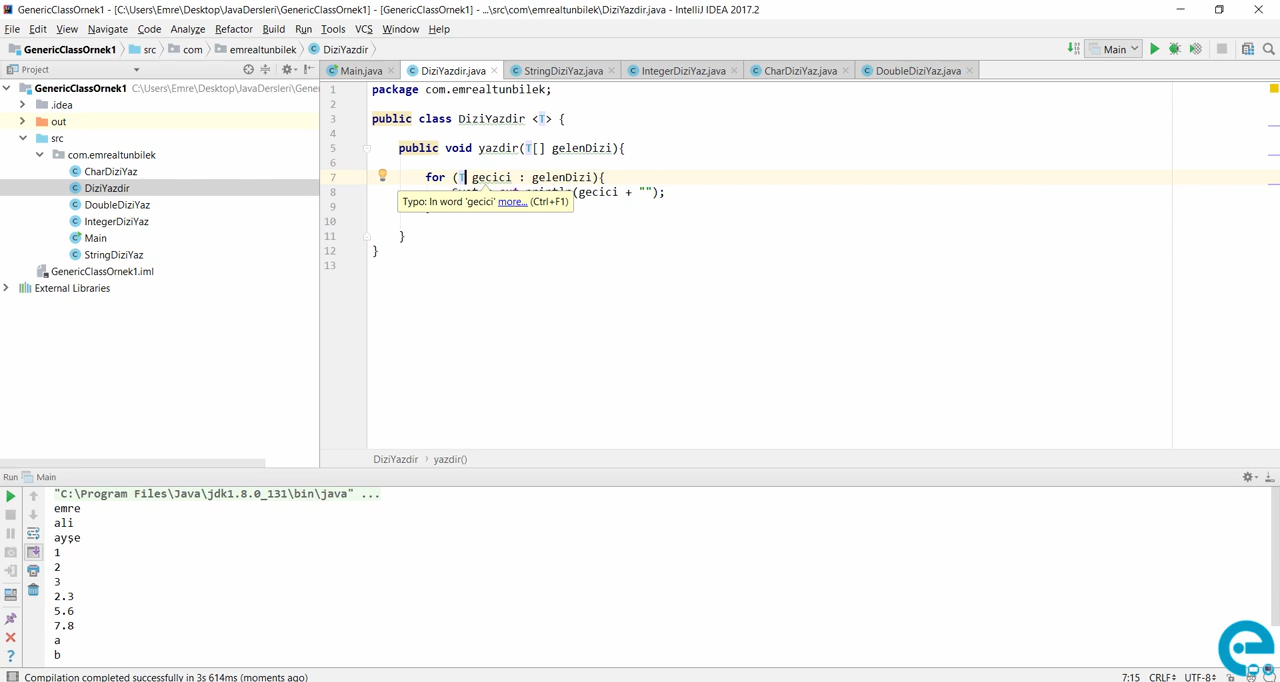 GenericClassOrnek1 - [C:\Users\Emre\Desktop\JavaDersleri\GenericClassOrnek1] - [GenericClassOrnek1] - ...\src\com\emrealtunbilek\DiziYazdir.java - IntelliJ IDEA 2017.2
File Edit View Navigate Code Analyze Refactor Build Run Tools VCS Window Help
GenericClassOrnek1 src com emrealtunbilek DiziYazdir Main
Project Main.java DiziYazdir.java StringDiziYaz.java IntegerDiziYaz.java CharDiziYaz.java DoubleDiziYaz.java
GenericClassOrnek1 C:\Users\Emre\Desktop\JavaDersleri\Gener
.idea
out
src
com.emrealtunbilek
CharDiziYaz
DiziYazdir
DoubleDiziYaz
IntegerDiziYaz
Main
StringDiziYaz
GenericClassOrnek1.iml
External Libraries
1 package com.emrealtunbilek;
2
3 public class DiziYazdir <T> {
4
5 public void yazdir(T[] gelenDizi){
6
7 for (T gecici : gelenDizi){
8 (gecici + "");
Typo: In word 'gecici' more... (Ctrl+F1)
9
10
11 }
12 }
13
DiziYazdir yazdir()
Run Main
"C:\Program Files\Java\jdk1.8.0_131\bin\java" ...
emre
ali
ayşe
1
2
3
2.3
5.6
7.8
a
b
Compilation completed successfully in 3s 614ms (moments ago) 7:15 CRLF UTF-8